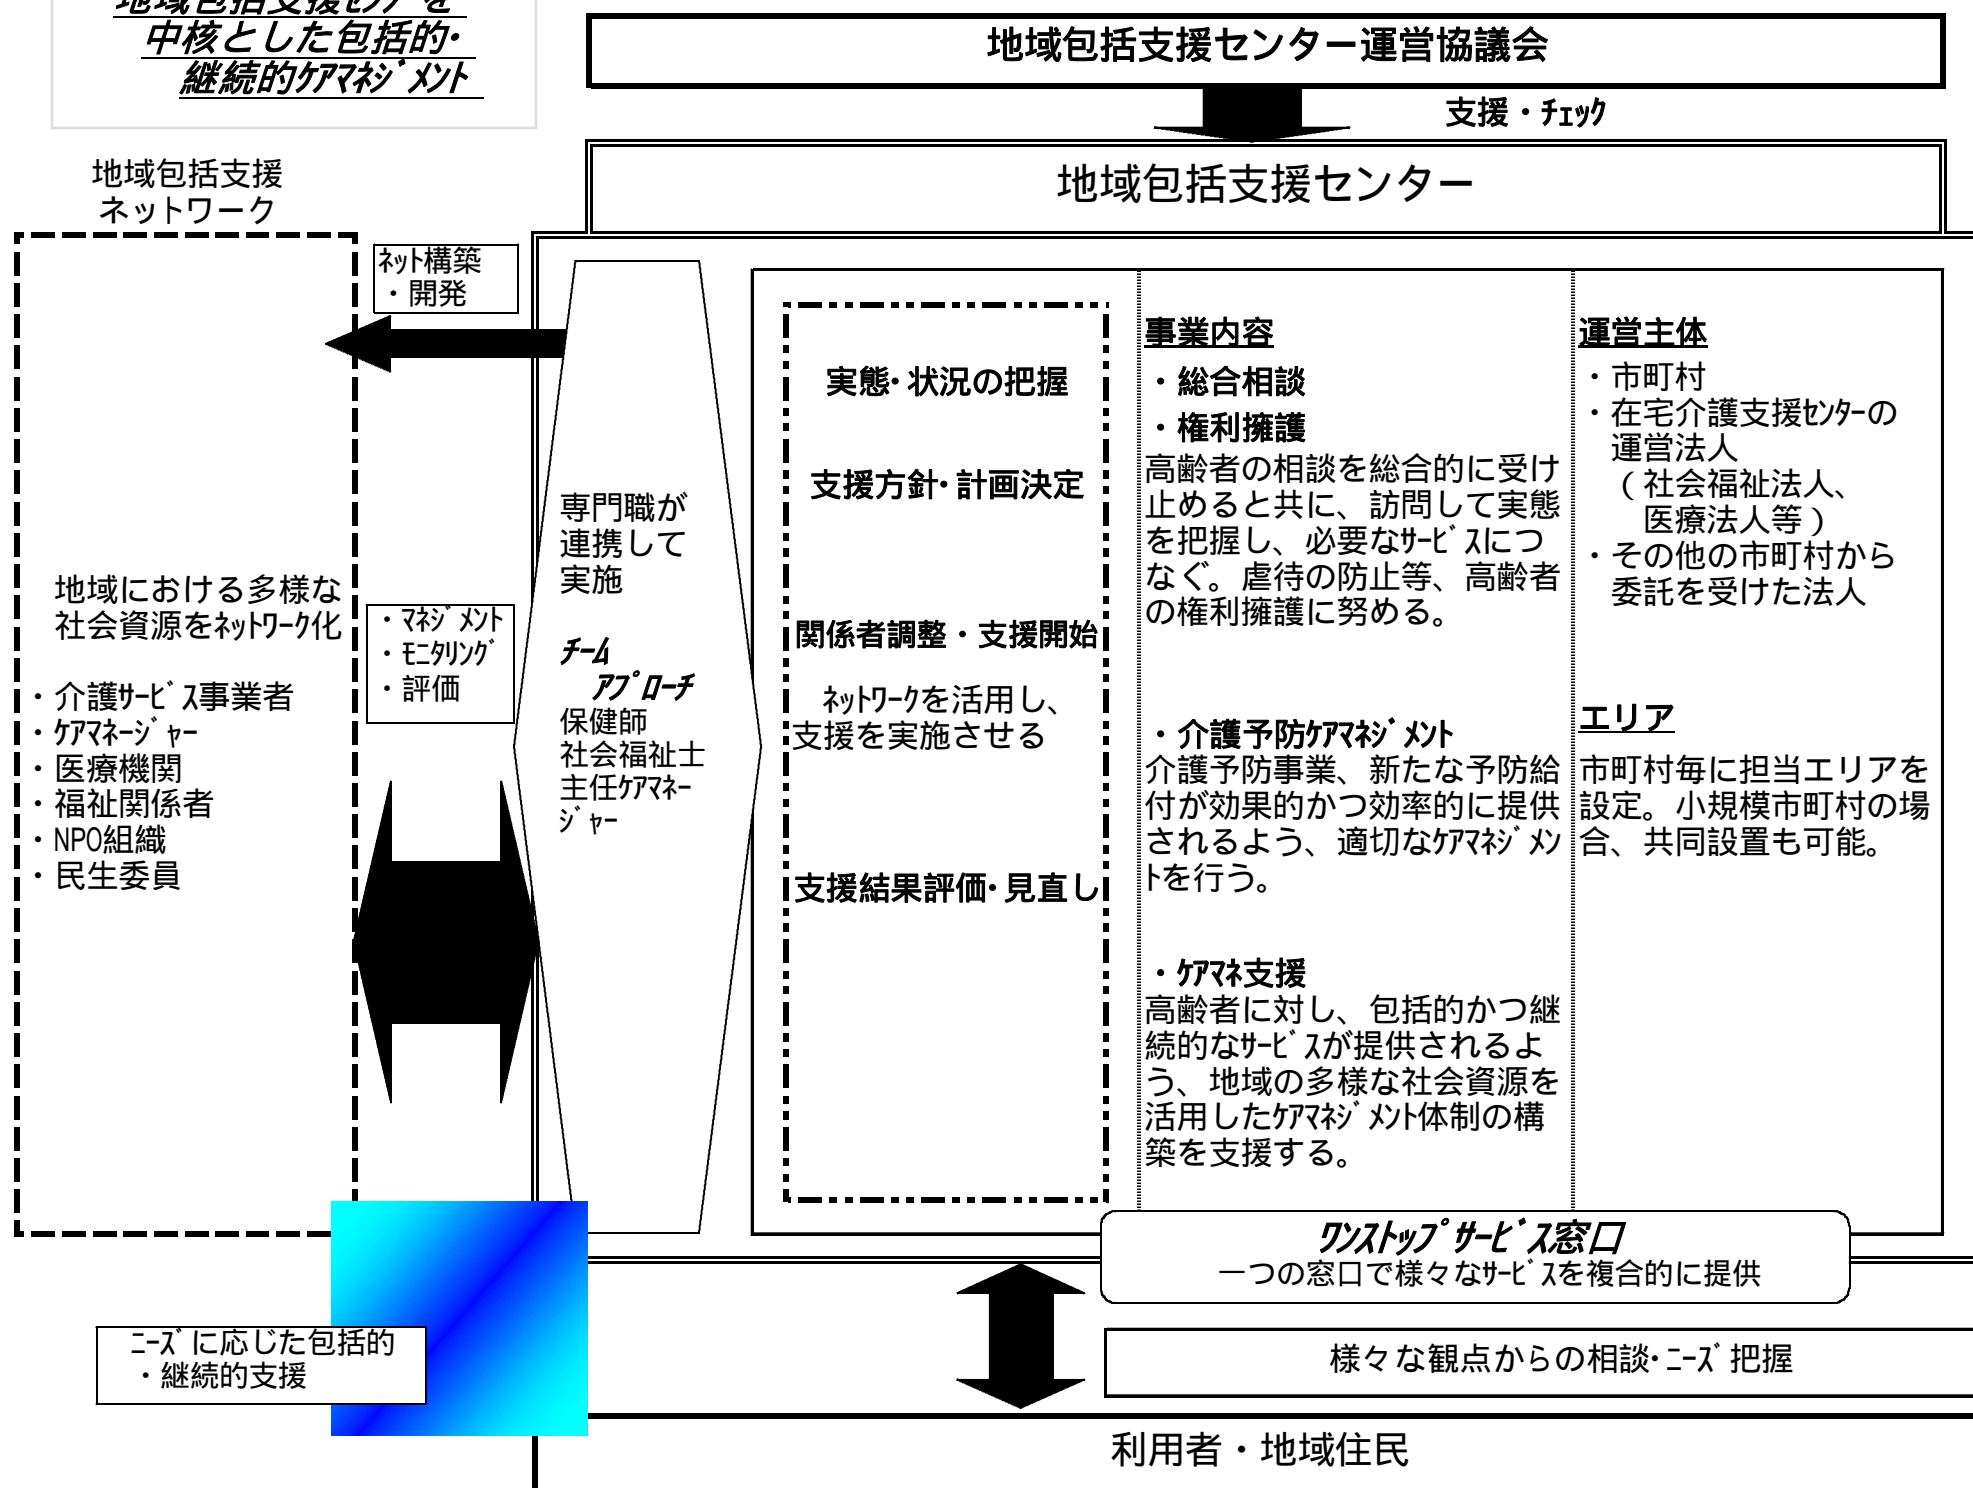 地域包括支援ｾﾝﾀｰを
中核とした包括的・
継続的ｹｱﾏﾈｼﾞﾒﾝﾄ
地域包括支援センター運営協議会
支援・ﾁｪｯｸ
地域包括支援センター
地域包括支援
ネットワーク
ﾈｯﾄ構築
・開発
地域における多様な
社会資源をﾈｯﾄﾜｰｸ化
・介護ｻｰﾋﾞｽ事業者
・ｹｱﾏﾈｰｼﾞｬｰ
・医療機関
・福祉関係者
・NPO組織
・民生委員
・ﾏﾈｼﾞﾒﾝﾄ
・ﾓﾆﾀﾘﾝｸﾞ
・評価
専門職が
連携して
実施
ﾁｰﾑ
ｱﾌﾟﾛｰﾁ
保健師
社会福祉士
主任ｹｱﾏﾈｰ
ｼﾞｬｰ
実態・状況の把握
支援方針・計画決定
関係者調整・支援開始
ﾈｯﾄﾜｰｸを活用し、
支援を実施させる
支援結果評価・見直し
事業内容
・総合相談
・権利擁護
高齢者の相談を総合的に受け
止めると共に、訪問して実態
を把握し、必要なｻｰﾋﾞｽにつ
なぐ。虐待の防止等、高齢者
の権利擁護に努める。
・介護予防ｹｱﾏﾈｼﾞﾒﾝﾄ
介護予防事業、新たな予防給
付が効果的かつ効率的に提供
されるよう、適切なｹｱﾏﾈｼﾞﾒﾝ
ﾄを行う。
・ｹｱﾏﾈ支援
高齢者に対し、包括的かつ継
続的なｻｰﾋﾞｽが提供されるよ
う、地域の多様な社会資源を
活用したｹｱﾏﾈｼﾞﾒﾝﾄ体制の構
築を支援する。
運営主体
・市町村
・在宅介護支援ｾﾝﾀｰの
運営法人
（社会福祉法人、
医療法人等）
・その他の市町村から
委託を受けた法人
エリア
市町村毎に担当エリアを
設定。小規模市町村の場
合、共同設置も可能。
ﾜﾝｽﾄｯﾌﾟｻｰﾋﾞｽ窓口
一つの窓口で様々なｻｰﾋﾞｽを複合的に提供
ﾆｰｽﾞに応じた包括的
・継続的支援
様々な観点からの相談・ﾆｰｽﾞ把握
利用者・地域住民